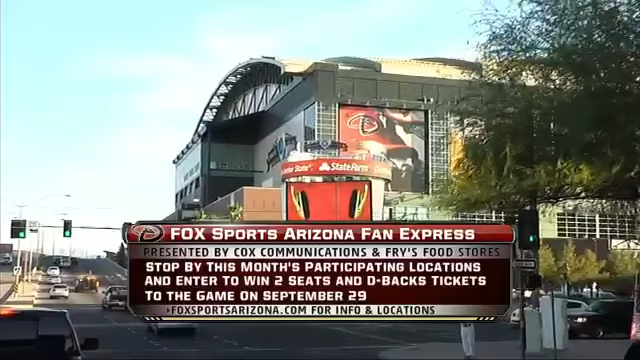 State Farm
FOX Sports Arizona Fan Express
Presented by Cox Communications & Fry's Food Stores
Stop By This Month's Participating Locations
and Enter to Win 2 Seats and D-Backs Tickets
to the Game on September 29
▸FoxSportsArizona.com for Info & Locations